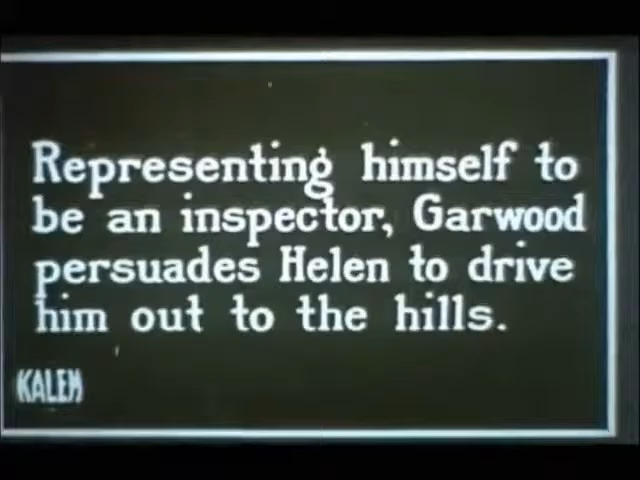 Representing himself to
be an inspector, Garwood
persuades Helen to drive
him out to the hills.
KALEM